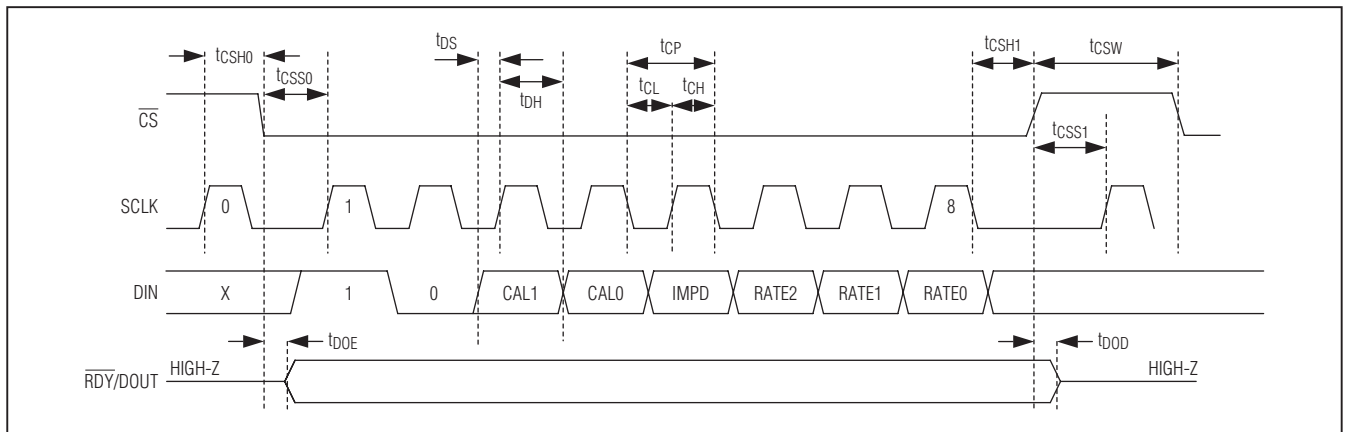 tCSH0
tCSS0
tDS
tDH
tCP
tCL
tCH
tCSH1
tCSW
tCSS1
CS
SCLK
0
1
8
DIN
X
1
0
CAL1
CAL0
IMPD
RATE2
RATE1
RATE0
tDOE
tDOD
RDY/DOUT
HIGH-Z
HIGH-Z